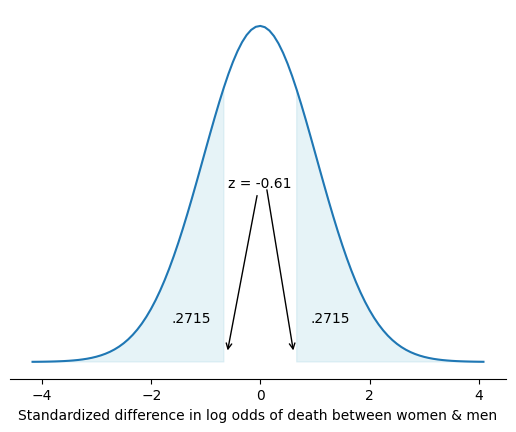 z = -0.61
.2715 .2715
−4 −2 0 2 4
Standardized difference in log odds of death between women & men